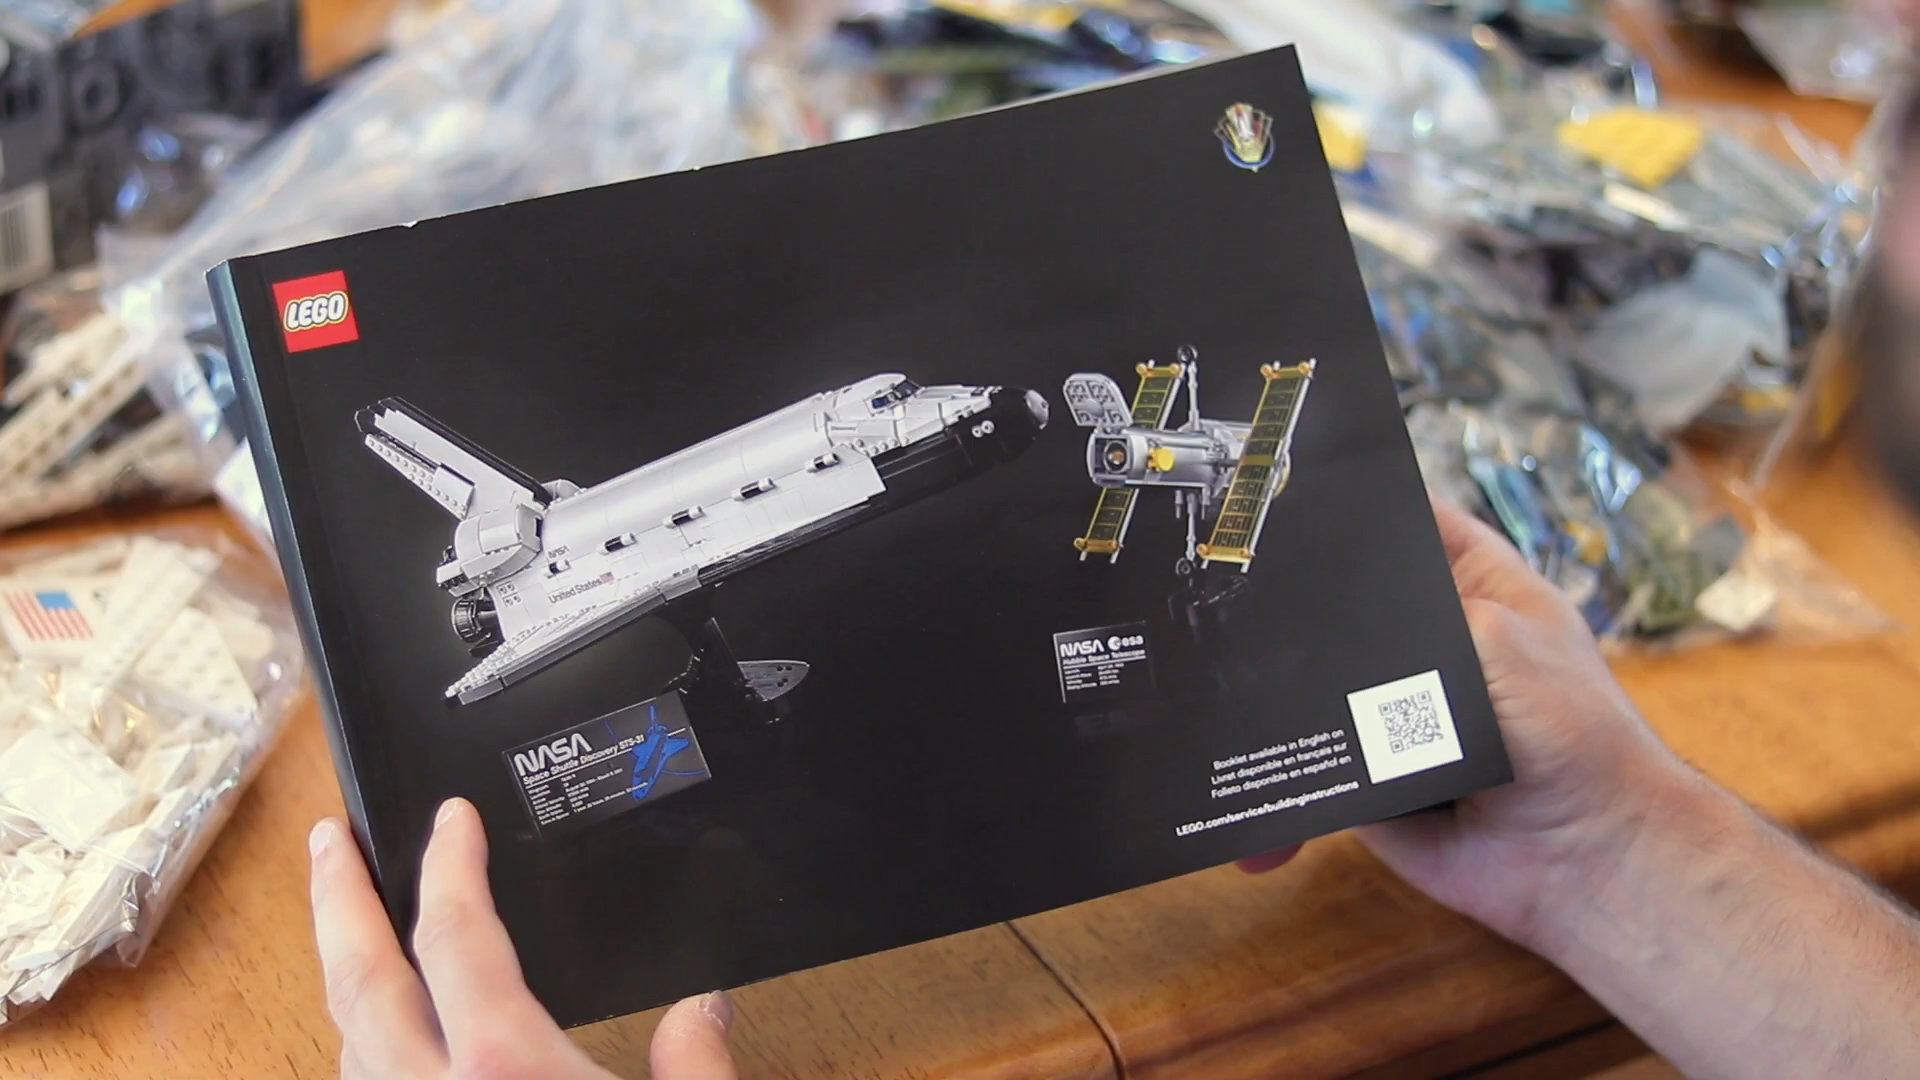 LEGO
NASA
United States
NASA
Space Shuttle Discovery STS-31
NASA esa
Hubble Space Telescope
Booklet available in English on
Livret disponible en français sur
Folleto disponible en español en
LEGO.com/service/buildinginstructions